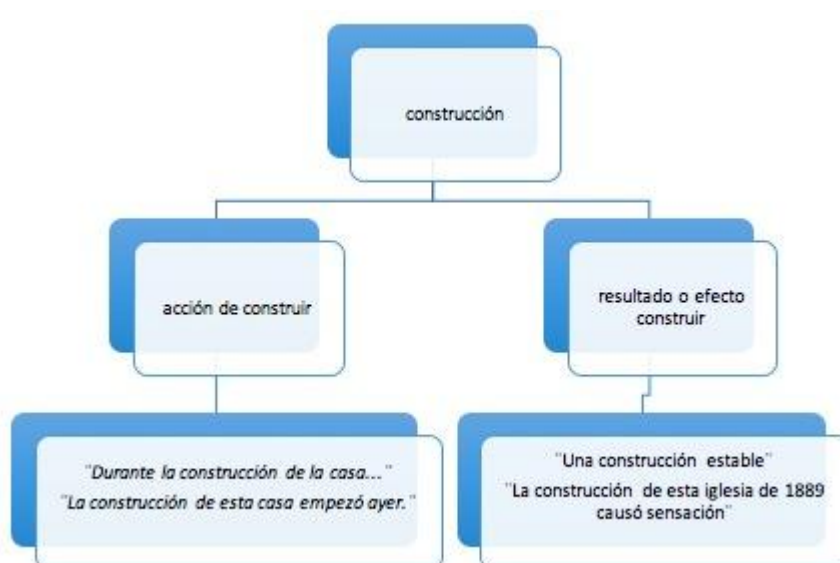 construcción
acción de construir
resultado o efecto
construir
¨Durante la construcción de la casa...¨
¨La construcción de esta casa empezó ayer.¨
¨Una construcción estable¨
¨La construcción de esta iglesia de 1889
causó sensación¨